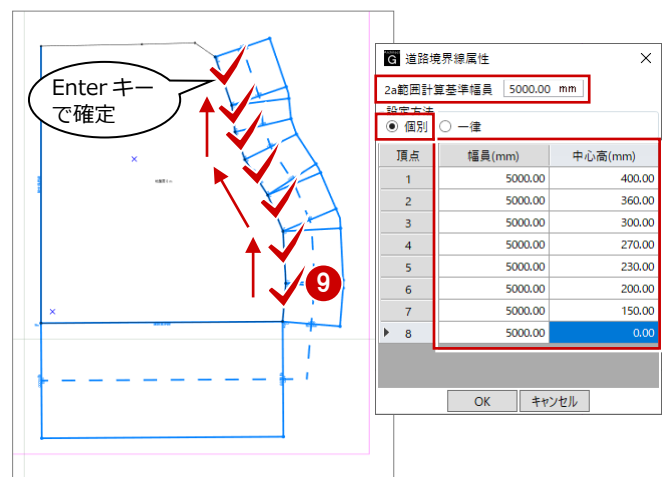 Enter キー
で確定
9
G 道路境界線属性
2a範囲計算基準幅員 5000.00 mm
設定方法
個別 一律
頂点 幅員(mm) 中心高(mm)
1 5000.00 400.00
2 5000.00 360.00
3 5000.00 300.00
4 5000.00 270.00
5 5000.00 230.00
6 5000.00 200.00
7 5000.00 150.00
8 5000.00 0.00
OK キャンセル